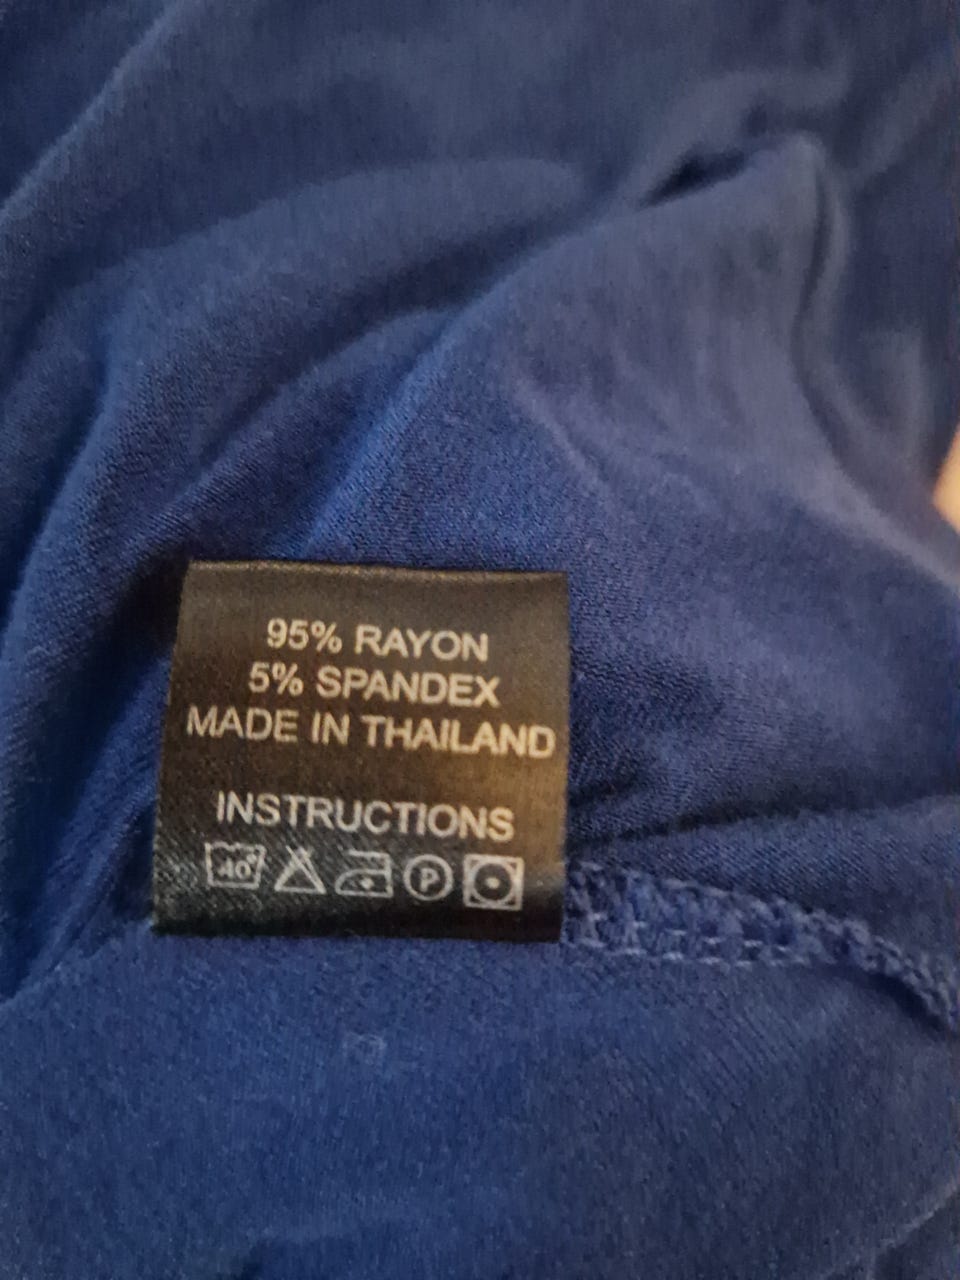 95% RAYON
5% SPANDEX
MADE IN THAILAND
INSTRUCTIONS
40° P